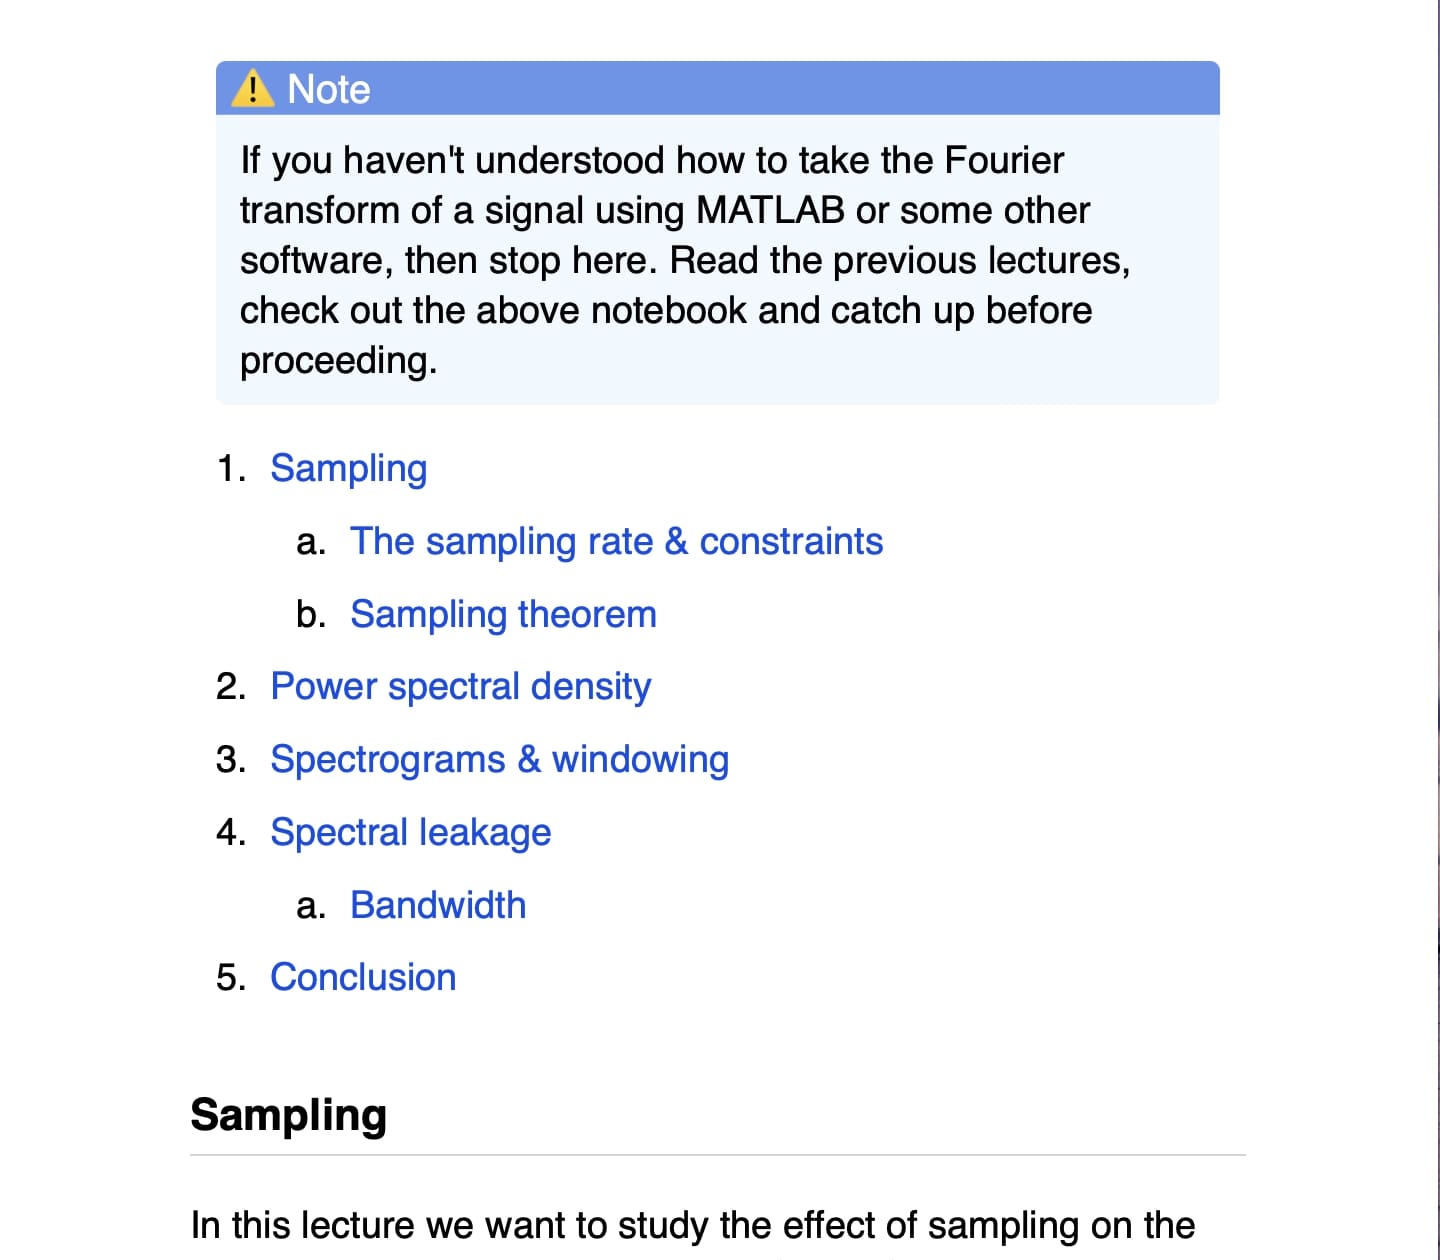 ⚠️ Note
If you haven't understood how to take the Fourier
transform of a signal using MATLAB or some other
software, then stop here. Read the previous lectures,
check out the above notebook and catch up before
proceeding.
1. Sampling
a. The sampling rate & constraints
b. Sampling theorem
2. Power spectral density
3. Spectrograms & windowing
4. Spectral leakage
a. Bandwidth
5. Conclusion
Sampling
In this lecture we want to study the effect of sampling on the